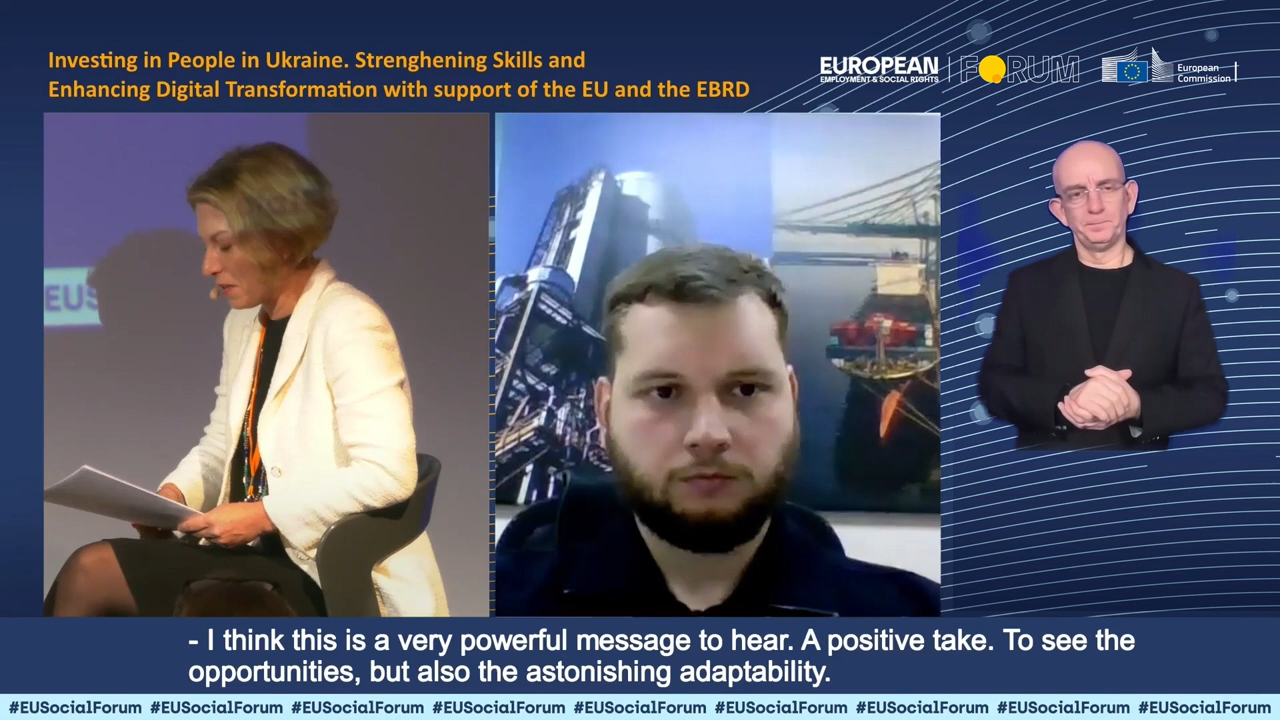 Investing in People in Ukraine. Strenghening Skills and
Enhancing Digital Transformation with support of the EU and the EBRD
EUROPEAN
EMPLOYMENT & SOCIAL RIGHTS
FORUM
European
Commission
EUS
- I think this is a very powerful message to hear. A positive take. To see the
opportunities, but also the astonishing adaptability.
#EUSocialForum #EUSocialForum #EUSocialForum #EUSocialForum #EUSocialForum #EUSocialForum #EUSocialForum #EUSocialForum #EUSocialForum